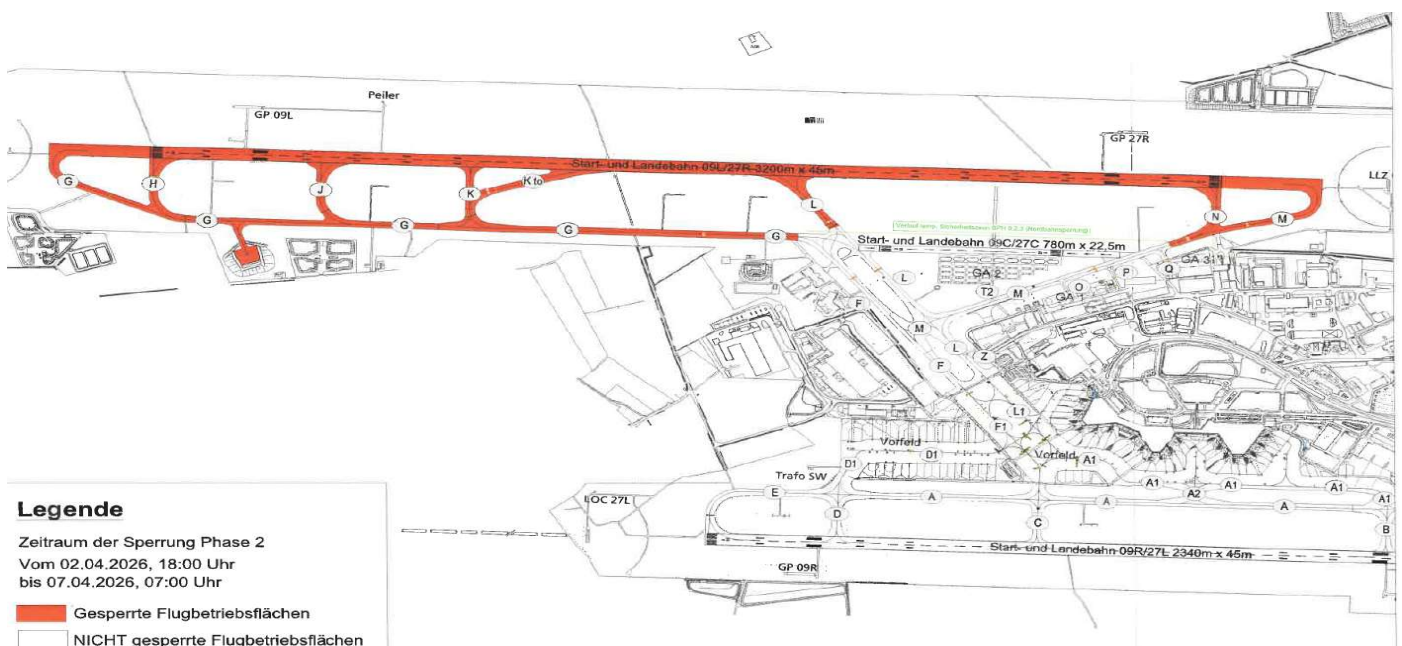 Peiler
GP 09L
GP 27R
LLZ
Start- und Landebahn 09L/27R 3200m x 45m
G
H
J
K
K to
L
N
M
G
G
G
G
Start- und Landebahn 09C/27C 780m x 22,5m
GA 2
GA 3
L
P
Q
O
T2
M
GA 1
F
M
L
Z
F
L1
F1
Vorfeld
D1
Vorfeld
A1
D1
Trafo SW
A1
A1
A1
A2
E
A
A
A
A1
LOC 27L
D
C
B
Start- und Landebahn 09R/27L 2340m x 45m
GP 09R
Legende
Zeitraum der Sperrung Phase 2
Vom 02.04.2026, 18:00 Uhr
bis 07.04.2026, 07:00 Uhr
Gesperrte Flugbetriebsflächen
NICHT gesperrte Flugbetriebsflächen